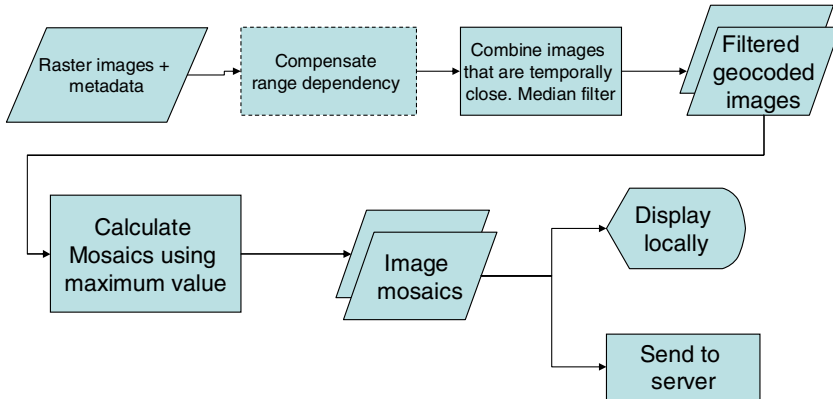 Raster images +
metadata
Compensate
range dependency
Combine images
that are temporally
close. Median filter
Filtered
geocoded
images
Calculate
Mosaics using
maximum value
Image
mosaics
Display
locally
Send to
server